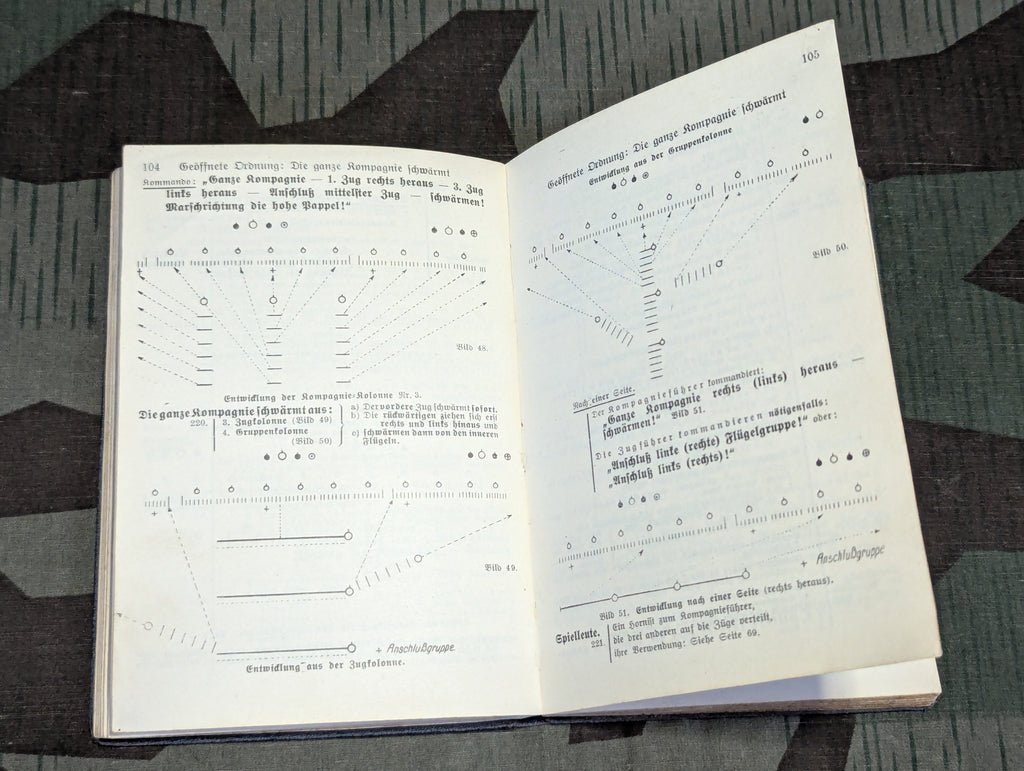 104 Geöffnete Ordnung: Die ganze Kompagnie schwärmt
Kommando: „Ganze Kompagnie — 1. Zug rechts heraus — 3. Zug
links heraus — Anschluß mittelster Zug — schwärmen!
Marschrichtung die hohe Pappel!“
Bild 48.
Entwicklung der Kompagnie-Kolonne Nr. 3.
Die ganze Kompagnie schwärmt aus:
220. 3. Zugkolonne (Bild 49)
4. Gruppenkolonne
(Bild 50)
a) Der vordere Zug schwärmt sofort.
b) Die rückwärtigen ziehen sich erst
rechts und links hinaus und
c) schwärmen dann von den inneren
Flügeln.
Bild 49.
+ Anschlußgruppe
Entwicklung aus der Zugkolonne.
105
Geöffnete Ordnung: Die ganze Kompagnie schwärmt
Entwicklung aus der Gruppenkolonne
Bild 50.
Nach einer Seite.
Der Kompagnieführer kommandiert:
„Ganze Kompagnie rechts (links) heraus —
schwärmen!“ Bild 51.
Die Zugführer kommandieren nötigenfalls:
„Anschluß linke (rechte) Flügelgruppe!“ oder:
„Anschluß links (rechts)!“
+ Anschlußgruppe
Bild 51. Entwicklung nach einer Seite (rechts heraus).
Spielleute.
221.
Ein Hornist zum Kompagnieführer,
die drei anderen auf die Züge verteilt,
ihre Verwendung: Siehe Seite 69.